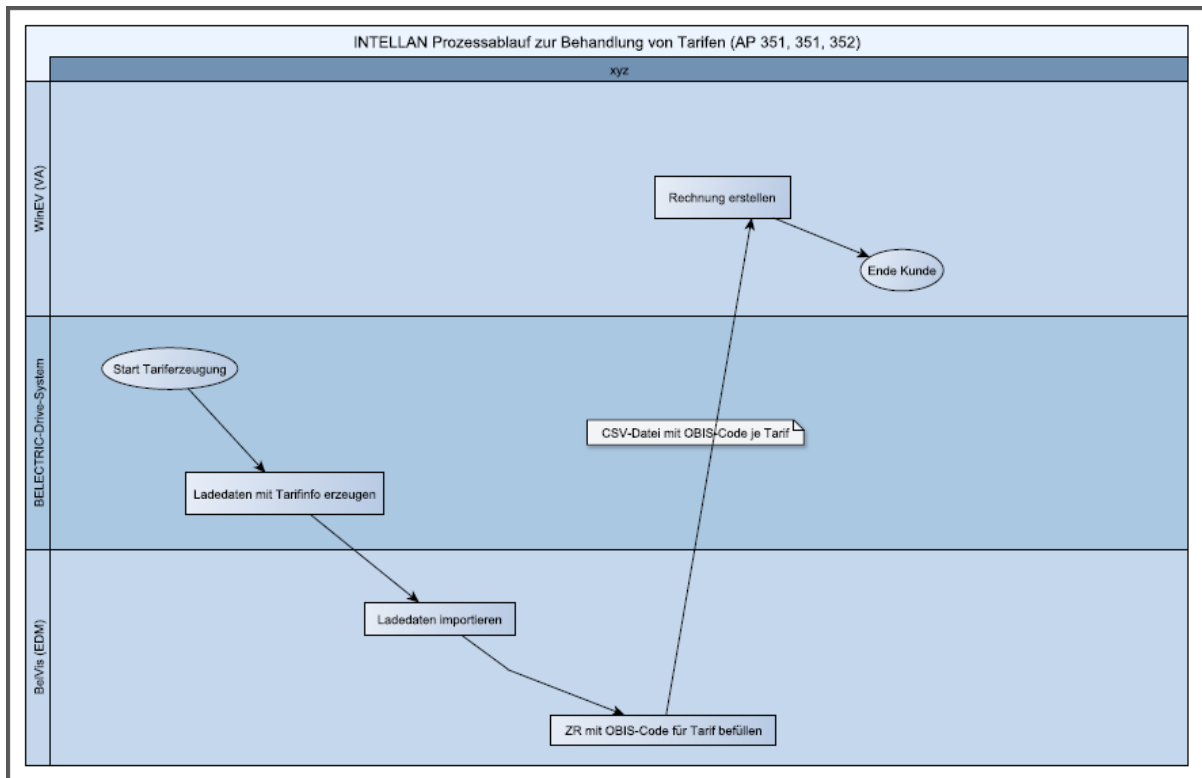 INTELLAN Prozessablauf zur Behandlung von Tarifen (AP 351, 351, 352)
xyz
WinEV (VA)
Rechnung erstellen
Ende Kunde
BELECTRIC-Drive-System
Start Tariferzeugung
CSV-Datei mit OBIS-Code je Tarif
Ladedaten mit Tarifinfo erzeugen
BelVis (EDM)
Ladedaten importieren
ZR mit OBIS-Code für Tarif befüllen